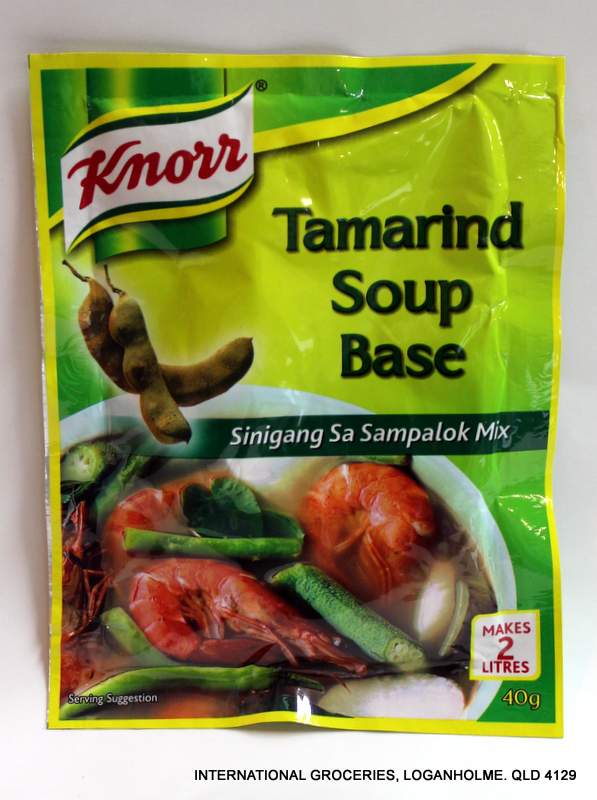 Knorr®
Tamarind
Soup
Base
Sinigang Sa Sampalok Mix
MAKES
2
LITRES
40g
Serving Suggestion
INTERNATIONAL GROCERIES, LOGANHOLME. QLD 4129